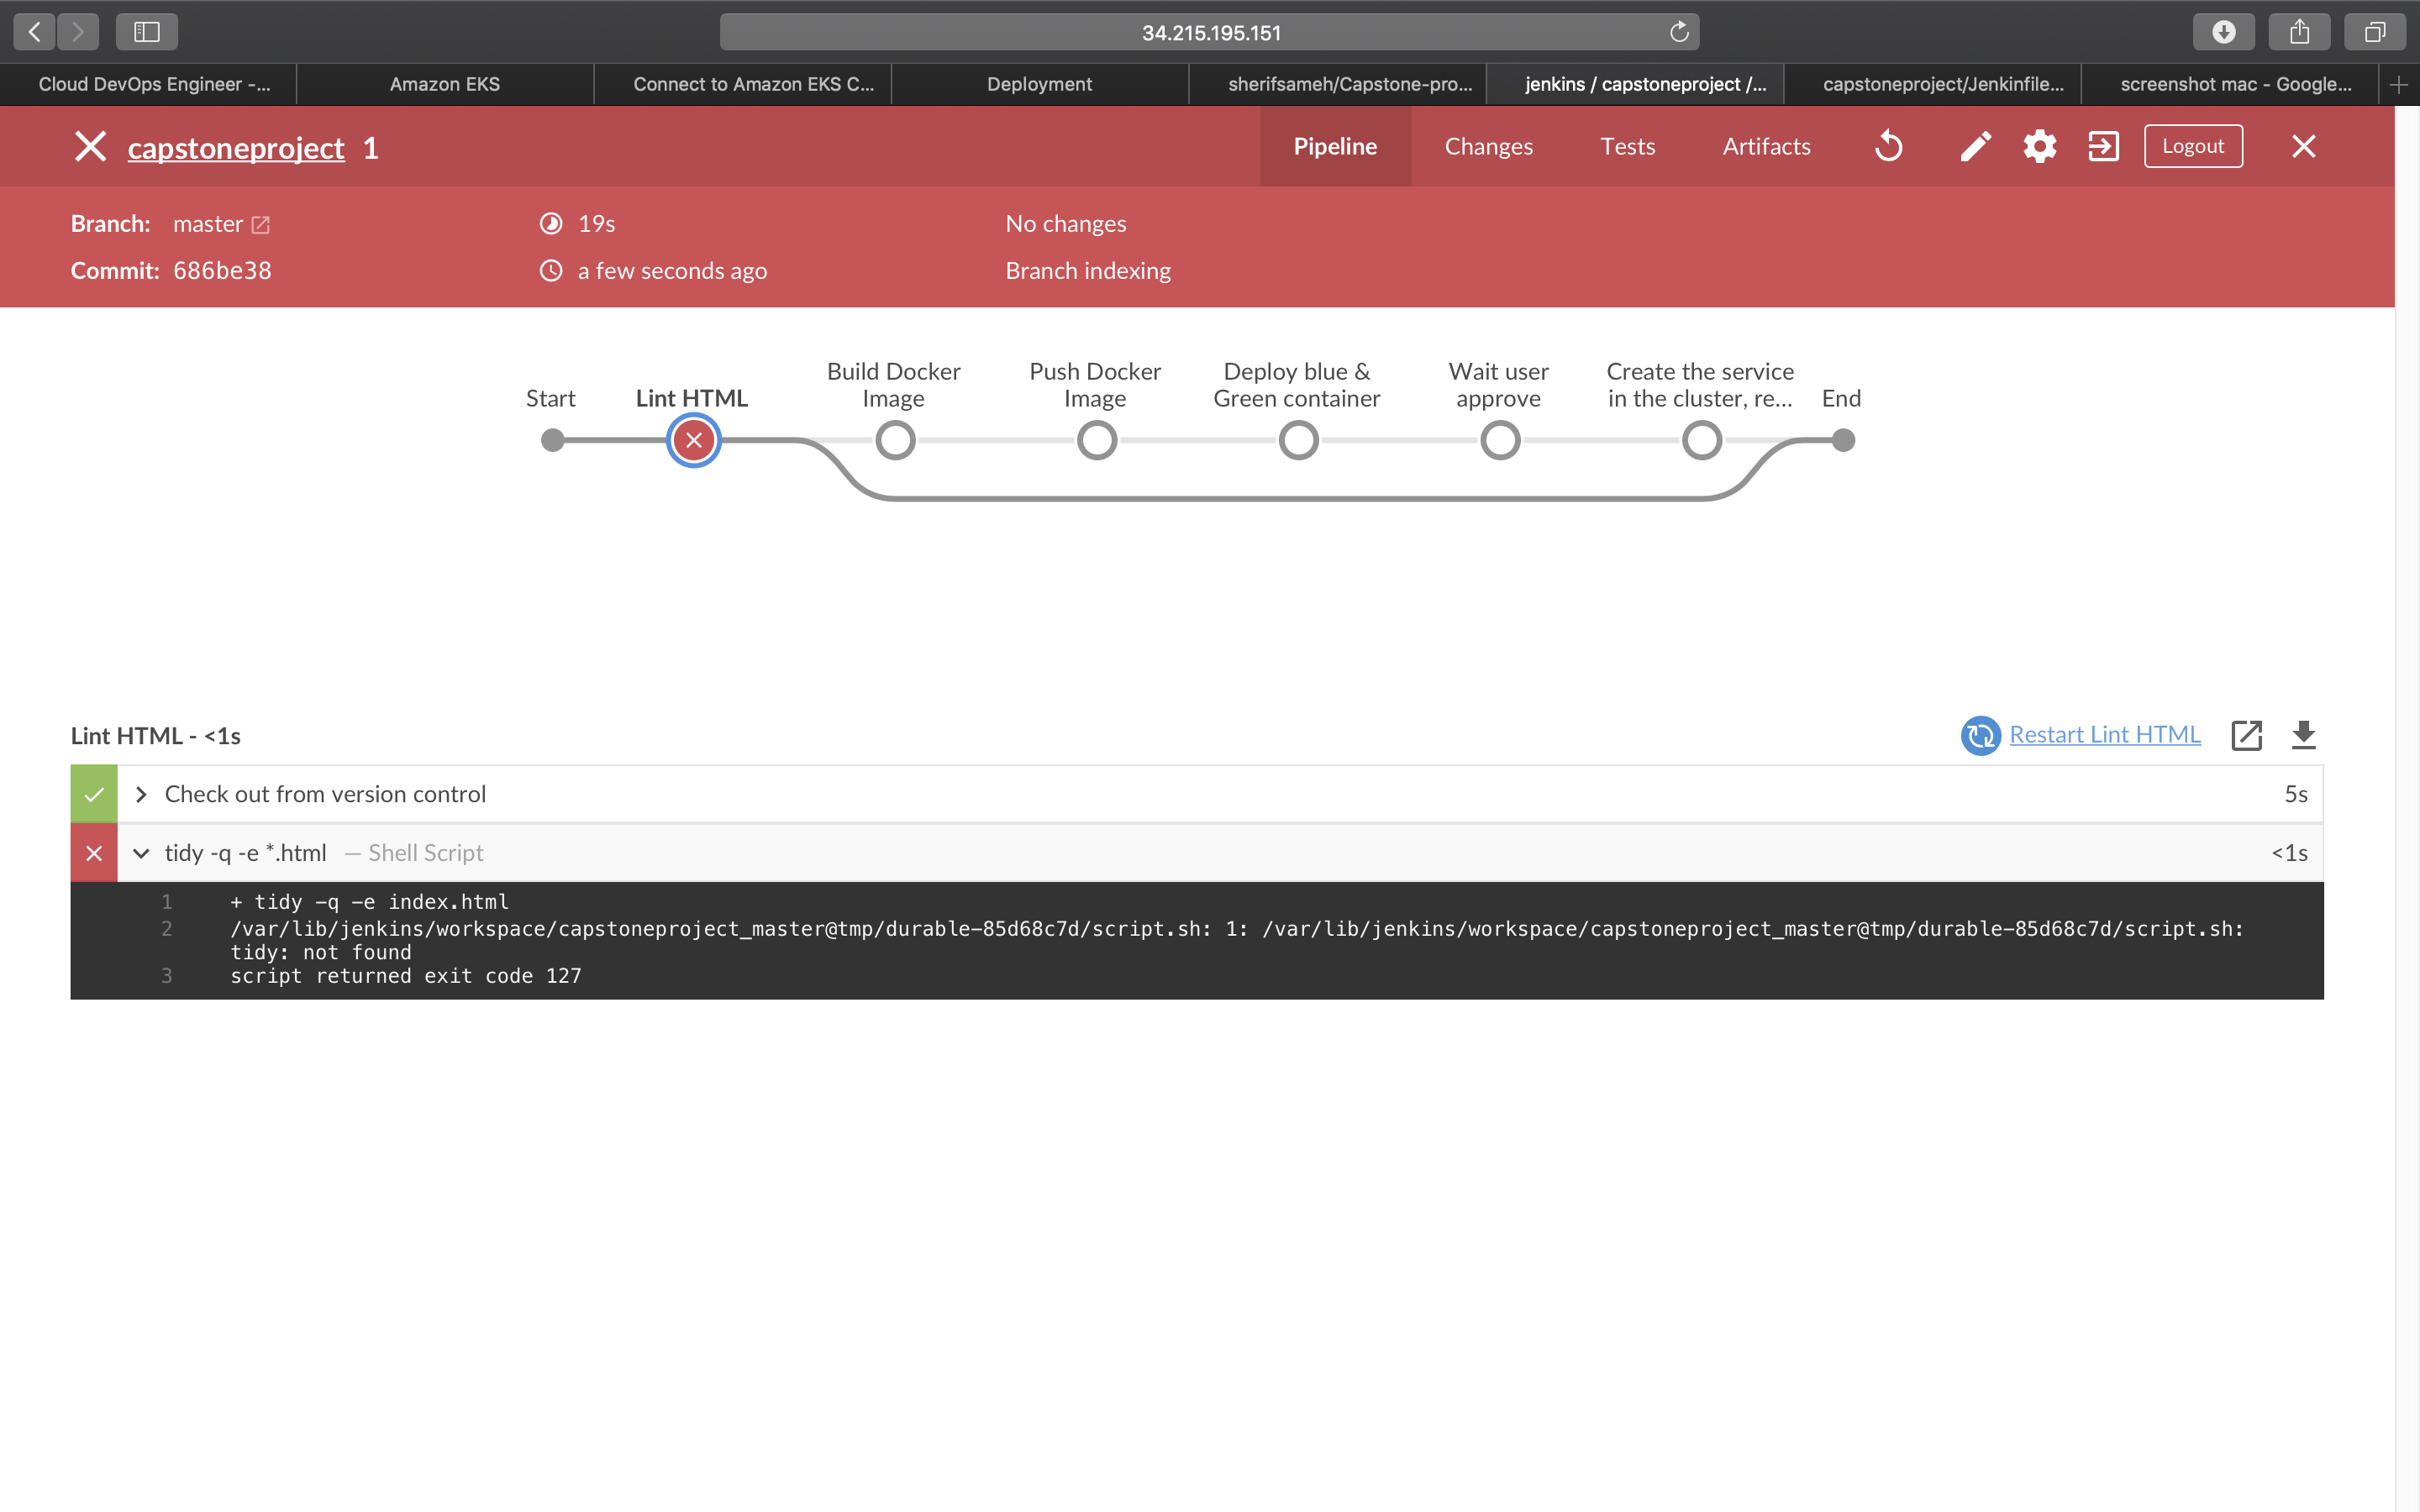 34.215.195.151
Cloud DevOps Engineer -...
Amazon EKS
Connect to Amazon EKS C...
Deployment
sherifsameh/Capstone-pro...
jenkins / capstoneproject /...
capstoneproject/Jenkinfile...
screenshot mac - Google...
capstoneproject 1
Pipeline
Changes
Tests
Artifacts
Logout
Branch: master
19s
No changes
Commit: 686be38
a few seconds ago
Branch indexing
Start
Lint HTML
Build Docker
Image
Push Docker
Image
Deploy blue &
Green container
Wait user
approve
Create the service
in the cluster, re...
End
Lint HTML - <1s
Restart Lint HTML
Check out from version control
5s
tidy -q -e *.html — Shell Script
<1s
1 + tidy -q -e index.html
2 /var/lib/jenkins/workspace/capstoneproject_master@tmp/durable-85d68c7d/script.sh: 1: /var/lib/jenkins/workspace/capstoneproject_master@tmp/durable-85d68c7d/script.sh:
tidy: not found
3 script returned exit code 127